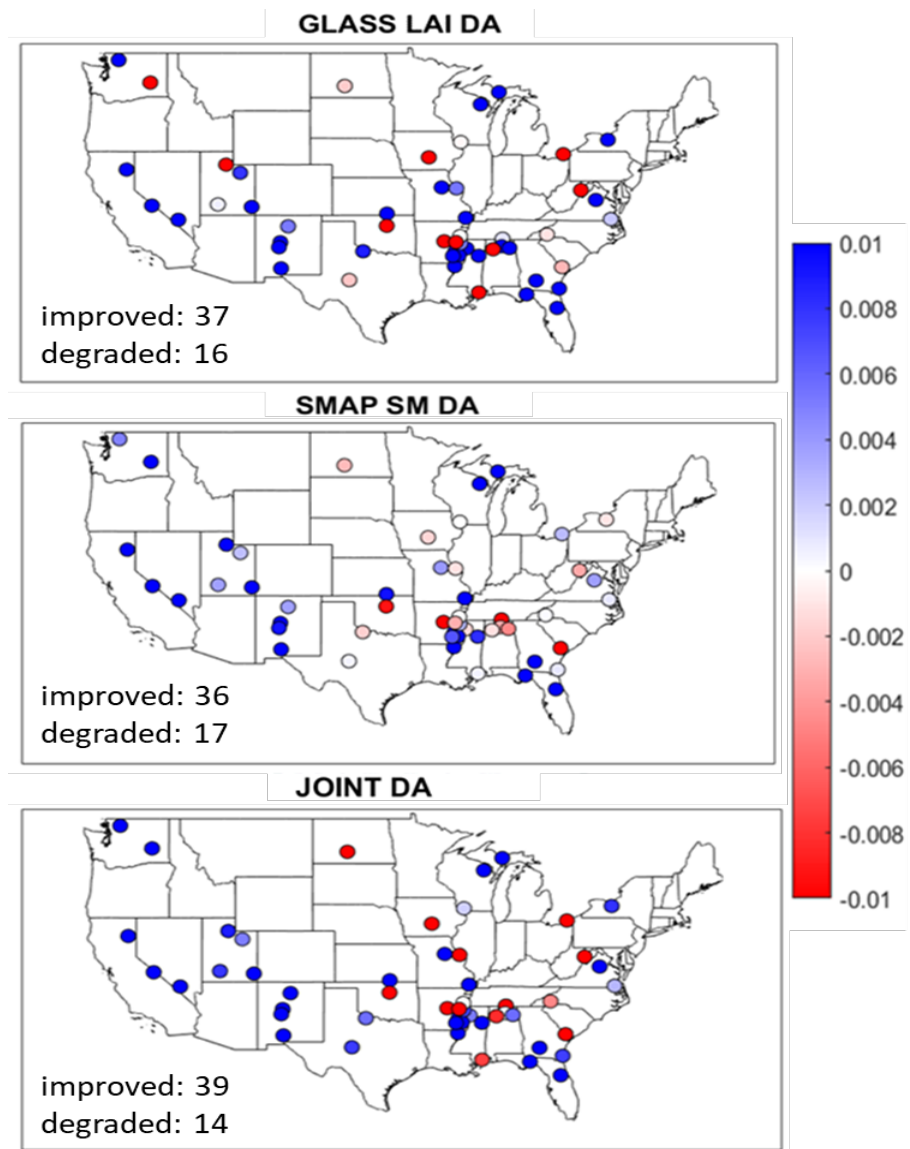 GLASS LAI DA
improved: 37
degraded: 16
SMAP SM DA
improved: 36
degraded: 17
JOINT DA
improved: 39
degraded: 14
0.01
0.008
0.006
0.004
0.002
0
-0.002
-0.004
-0.006
-0.008
-0.01